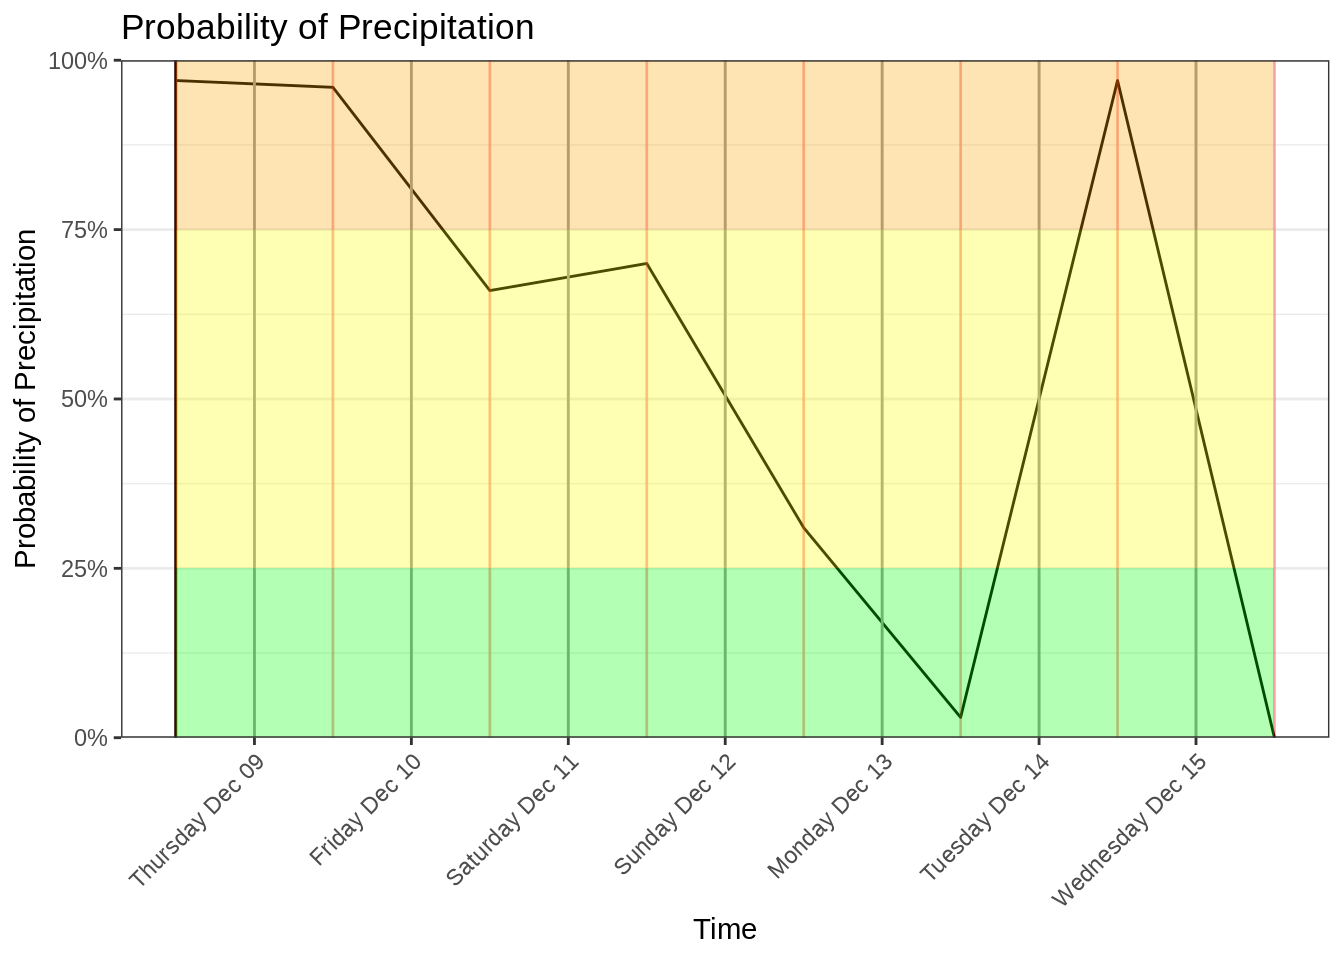 Probability of Precipitation
Probability of Precipitation
100%
75%
50%
25%
0%
Thursday Dec 09
Friday Dec 10
Saturday Dec 11
Sunday Dec 12
Monday Dec 13
Tuesday Dec 14
Wednesday Dec 15
Time